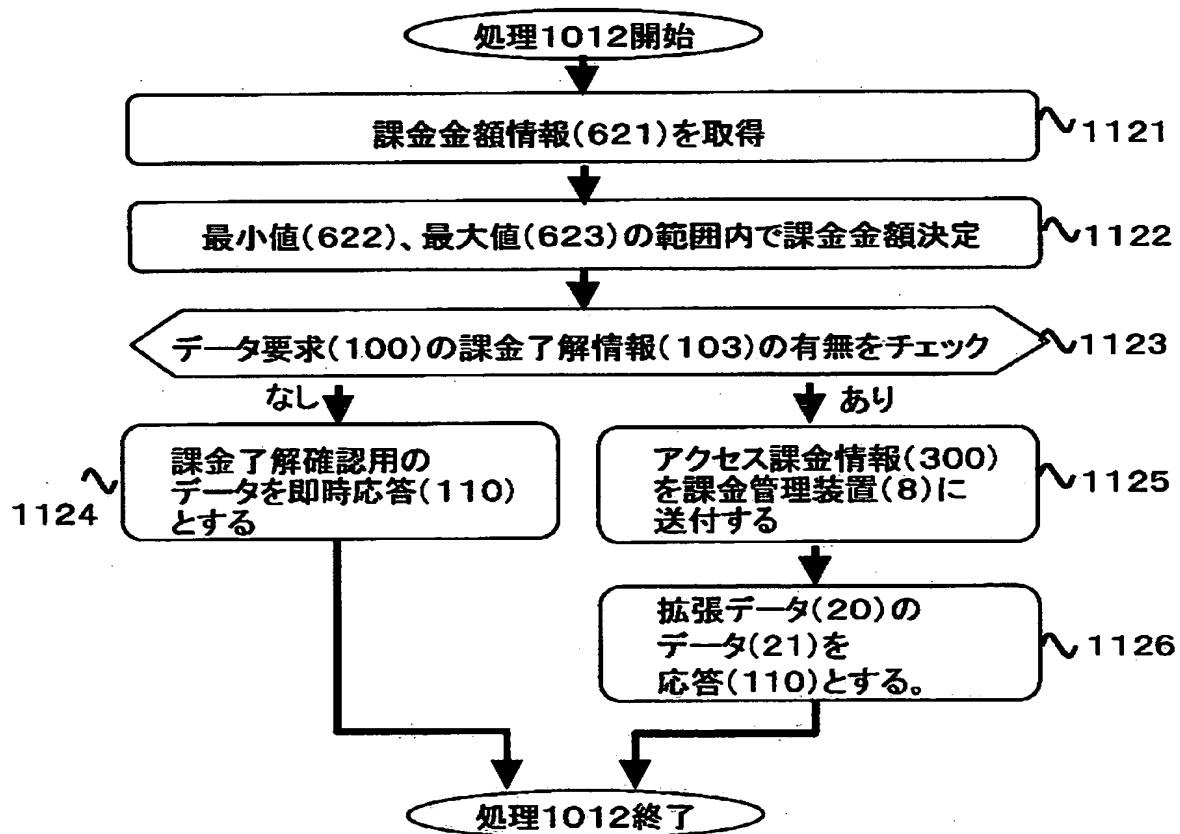 処理1012開始
課金金額情報(621)を取得
1121
最小値(622)、最大値(623)の範囲内で課金金額決定
1122
データ要求(100)の課金了解情報(103)の有無をチェック
1123
なし
あり
課金了解確認用の
データを即時応答(110)
とする
1124
アクセス課金情報(300)
を課金管理装置(8)に
送付する
1125
拡張データ(20)の
データ(21)を
応答(110)とする。
1126
処理1012終了